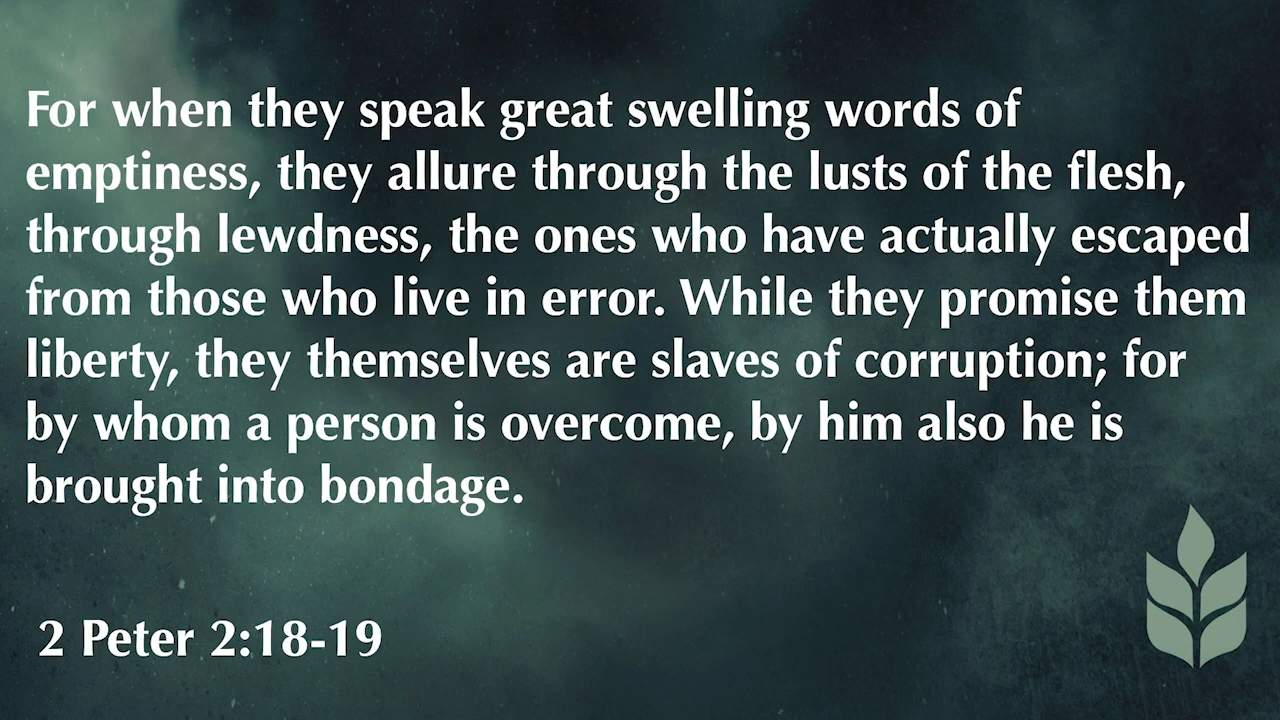 For when they speak great swelling words of
emptiness, they allure through the lusts of the flesh,
through lewdness, the ones who have actually escaped
from those who live in error. While they promise them
liberty, they themselves are slaves of corruption; for
by whom a person is overcome, by him also he is
brought into bondage.
2 Peter 2:18-19